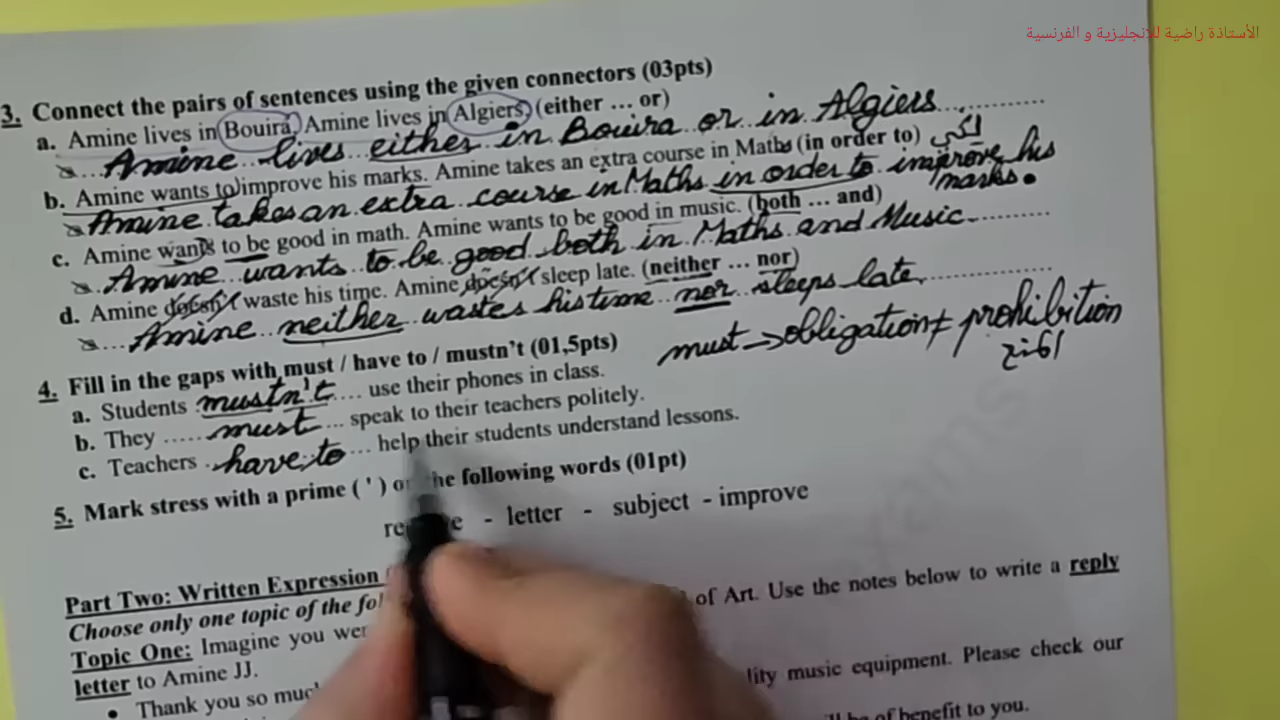 الأستاذة راضية للانجليزية و الفرنسية
3. Connect the pairs of sentences using the given connectors (03pts)
a. Amine lives in Bouira. Amine lives in Algiers. (either … or)
Amine lives either in Bouira or in Algiers
b. Amine wants to improve his marks. Amine takes an extra course in Maths (in order to) لكي
Amine takes an extra course in Maths in order to improve his
marks.
c. Amine wants to be good in math. Amine wants to be good in music. (both … and)
Amine wants to be good both in Maths and Music
d. Amine doesn't waste his time. Amine doesn't sleep late. (neither … nor)
Amine neither wastes his time nor sleeps late
must → obligation ≠ prohibition
4. Fill in the gaps with must / have to / mustn't (01,5pts)
a. Students mustn't .... use their phones in class.
b. They ..... must ... speak to their teachers politely.
c. Teachers . have to ... help their students understand lessons.
5. Mark stress with a prime ( ' ) on the following words (01pt)
- letter - subject - improve
Part Two: Written Expression
of Art. Use the notes below to write a reply
Choose only one topic of the
Topic One: Imagine you
letter to Amine JJ.
music equipment. Please check our
• Thank you so much
be of benefit to you.